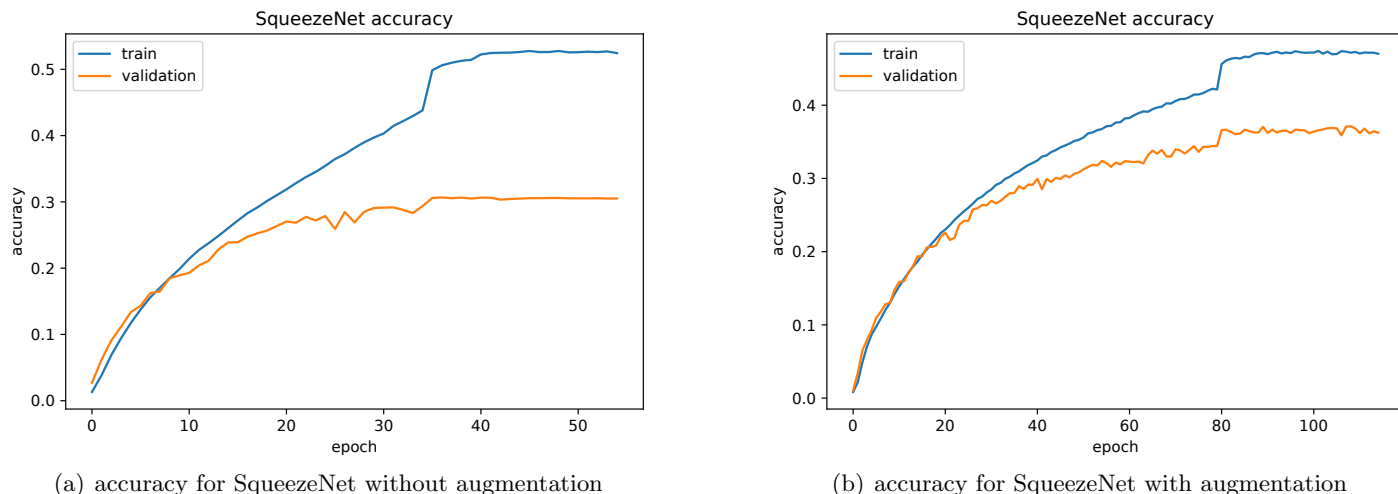 SqueezeNet accuracy
train
validation
accuracy
0.5
0.4
0.3
0.2
0.1
0.0
0 10 20 30 40 50
epoch
(a) accuracy for SqueezeNet without augmentation
SqueezeNet accuracy
train
validation
accuracy
0.4
0.3
0.2
0.1
0.0
0 20 40 60 80 100
epoch
(b) accuracy for SqueezeNet with augmentation